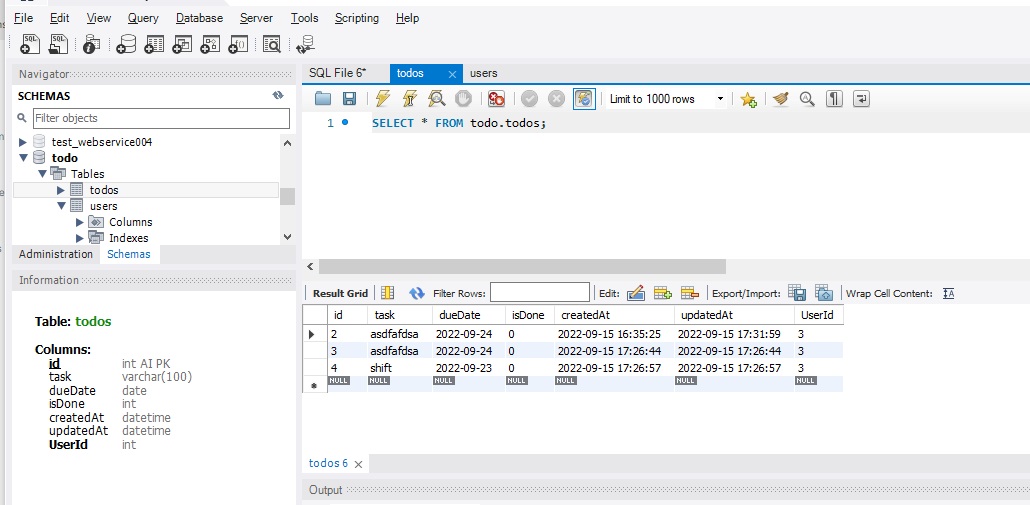 File Edit View Query Database Server Tools Scripting Help
Navigator
SCHEMAS
Filter objects
test_webservice004
todo
Tables
todos
users
Columns
Indexes
Administration Schemas
Information
Table: todos
Columns:
id int AI PK
task varchar(100)
dueDate date
isDone int
createdAt datetime
updatedAt datetime
UserId int
SQL File 6* todos × users
Limit to 1000 rows
1 SELECT * FROM todo.todos;
Result Grid Filter Rows: Edit: Export/Import: Wrap Cell Content:
id task dueDate isDone createdAt updatedAt UserId
2 asdfafdsa 2022-09-24 0 2022-09-15 16:35:25 2022-09-15 17:31:59 3
3 asdfafdsa 2022-09-24 0 2022-09-15 17:26:44 2022-09-15 17:26:44 3
4 shift 2022-09-23 0 2022-09-15 17:26:57 2022-09-15 17:26:57 3
NULL NULL NULL NULL NULL NULL NULL
todos 6 ×
Output